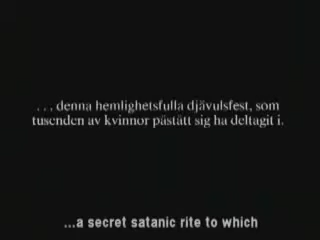 . . . denna hemlighetsfulla djävulsfest, som
tusenden av kvinnor påstått sig ha deltagit i.
...a secret satanic rite to which